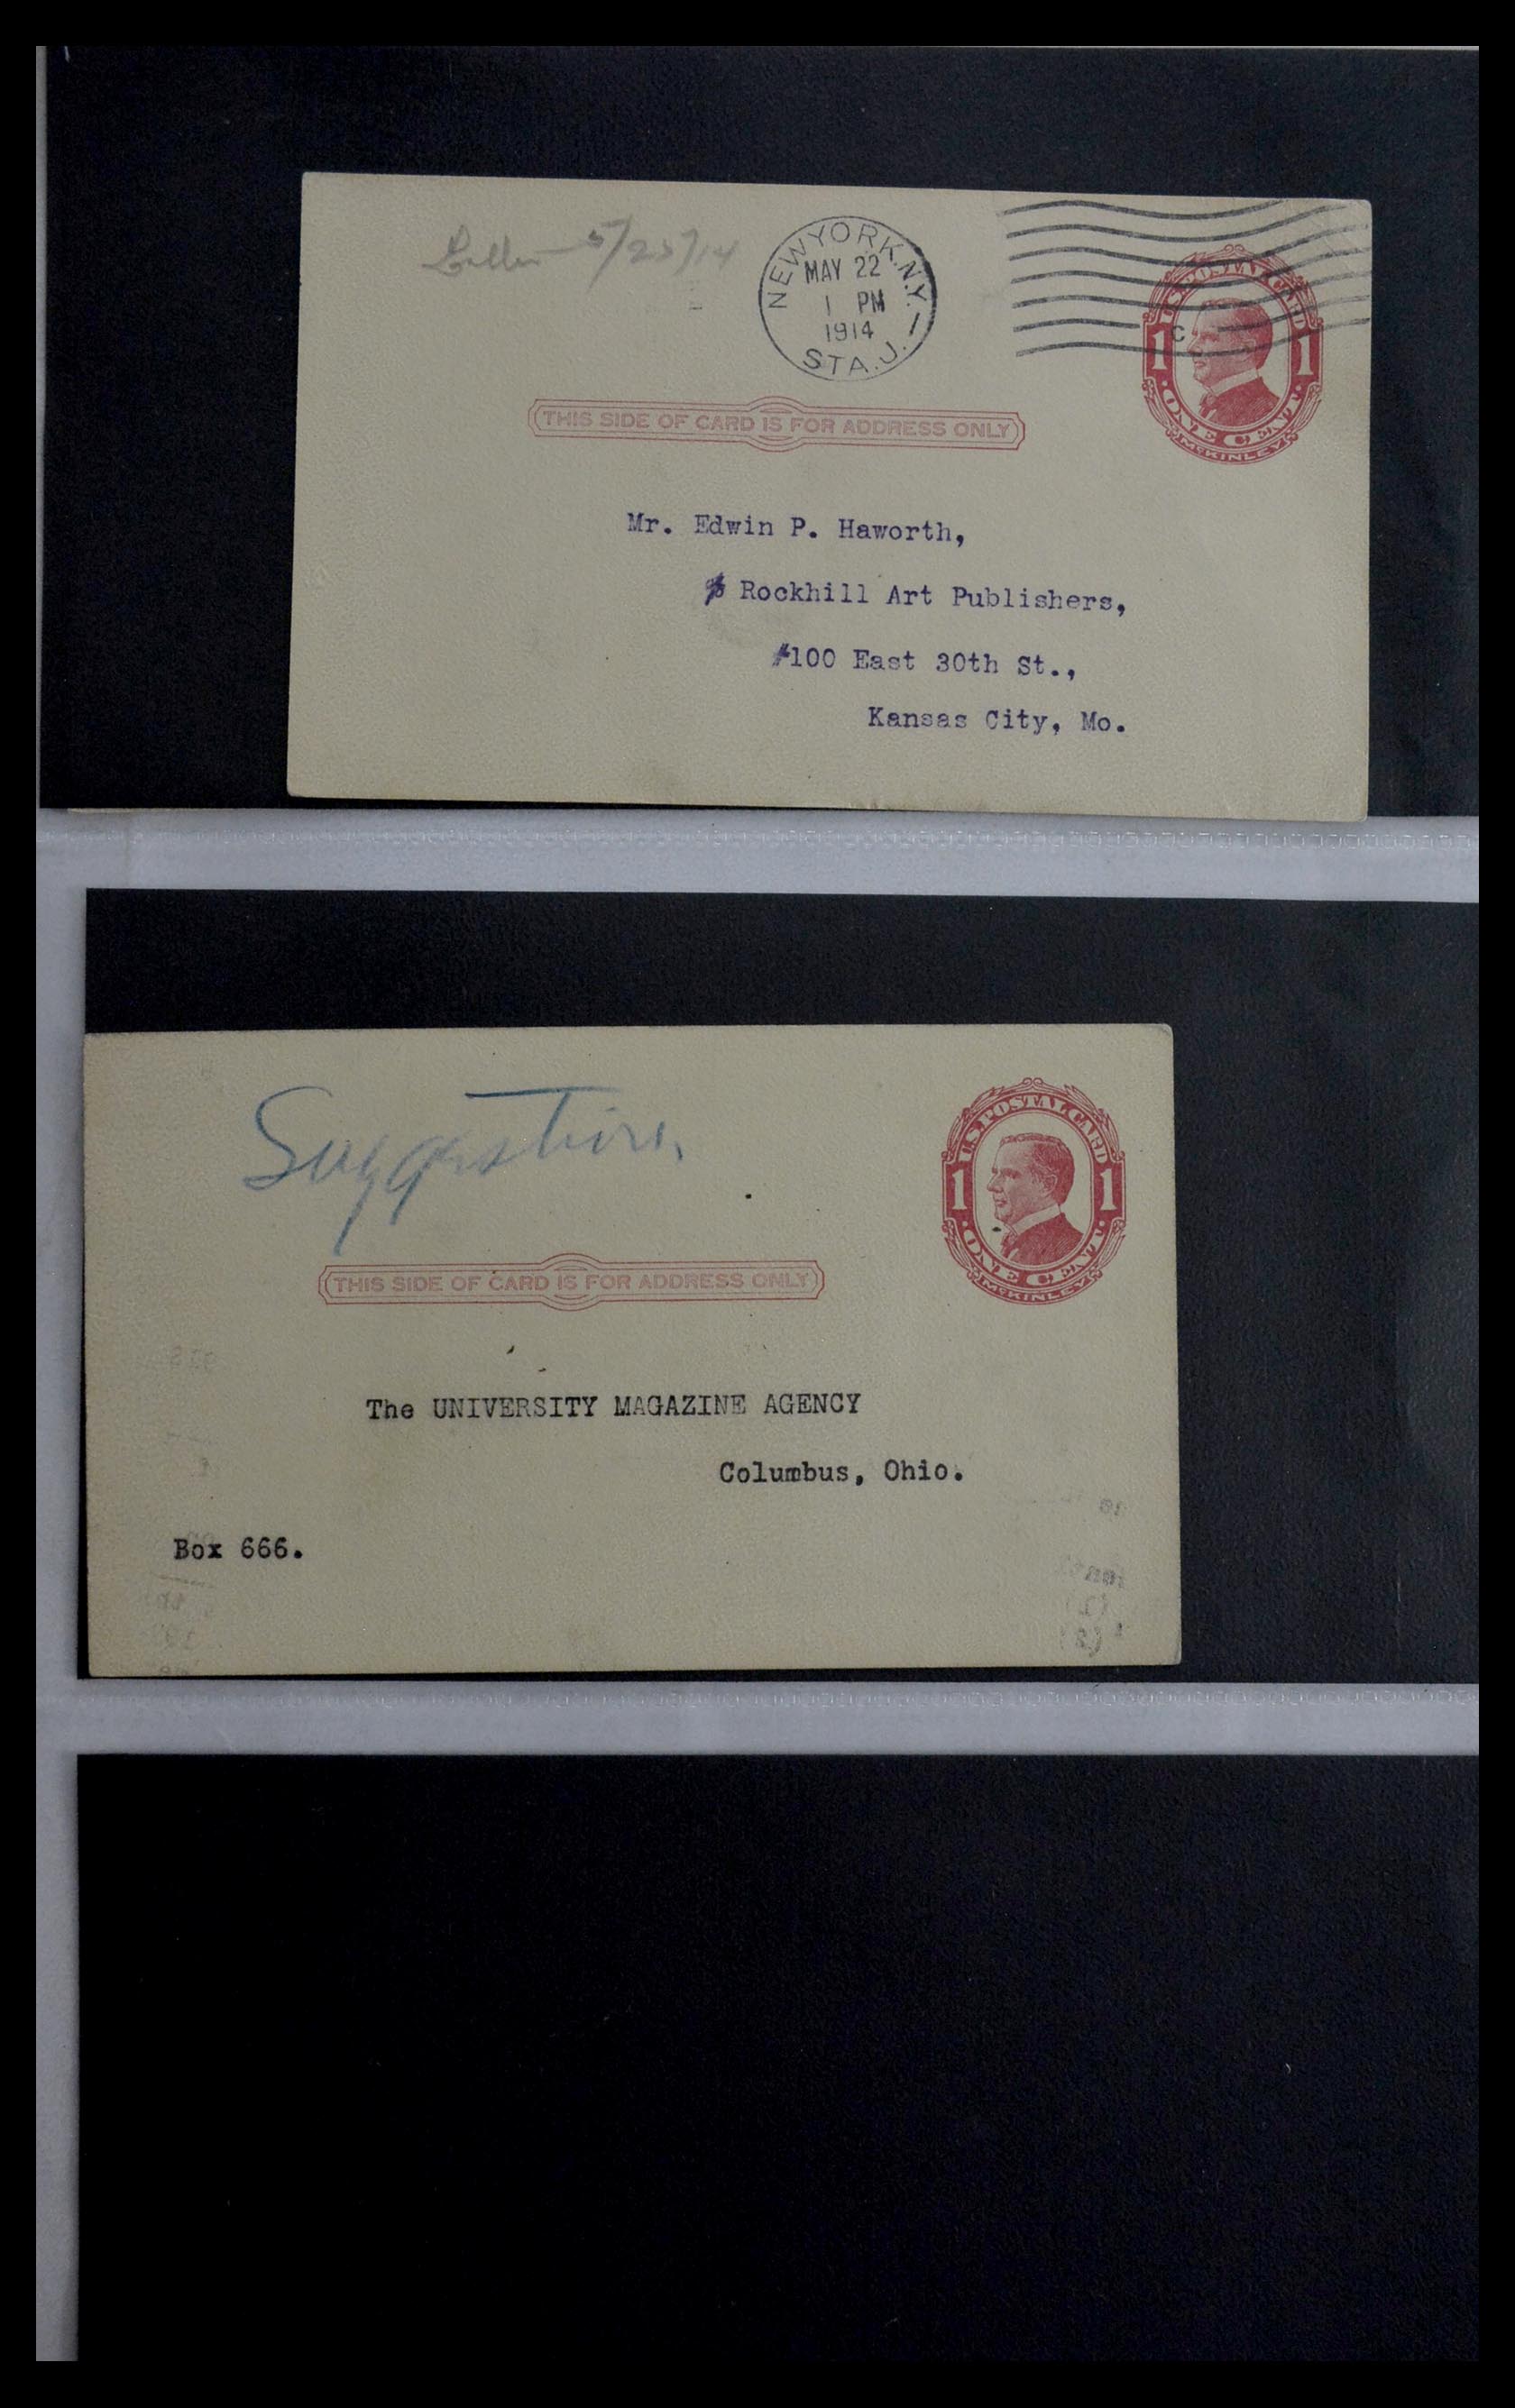 5/25/14
NEW YORK, N.Y.
MAY 22
1 PM
1914
STA. J.
U.S. POSTAL CARD
1 C 1
ONE CENT
McKINLEY
THIS SIDE OF CARD IS FOR ADDRESS ONLY
Mr. Edwin P. Haworth,
% Rockhill Art Publishers,
#100 East 30th St.,
Kansas City, Mo.
Suggestion
U.S. POSTAL CARD
1 1
ONE CENT
McKINLEY
THIS SIDE OF CARD IS FOR ADDRESS ONLY
The UNIVERSITY MAGAZINE AGENCY
Columbus, Ohio.
Box 666.